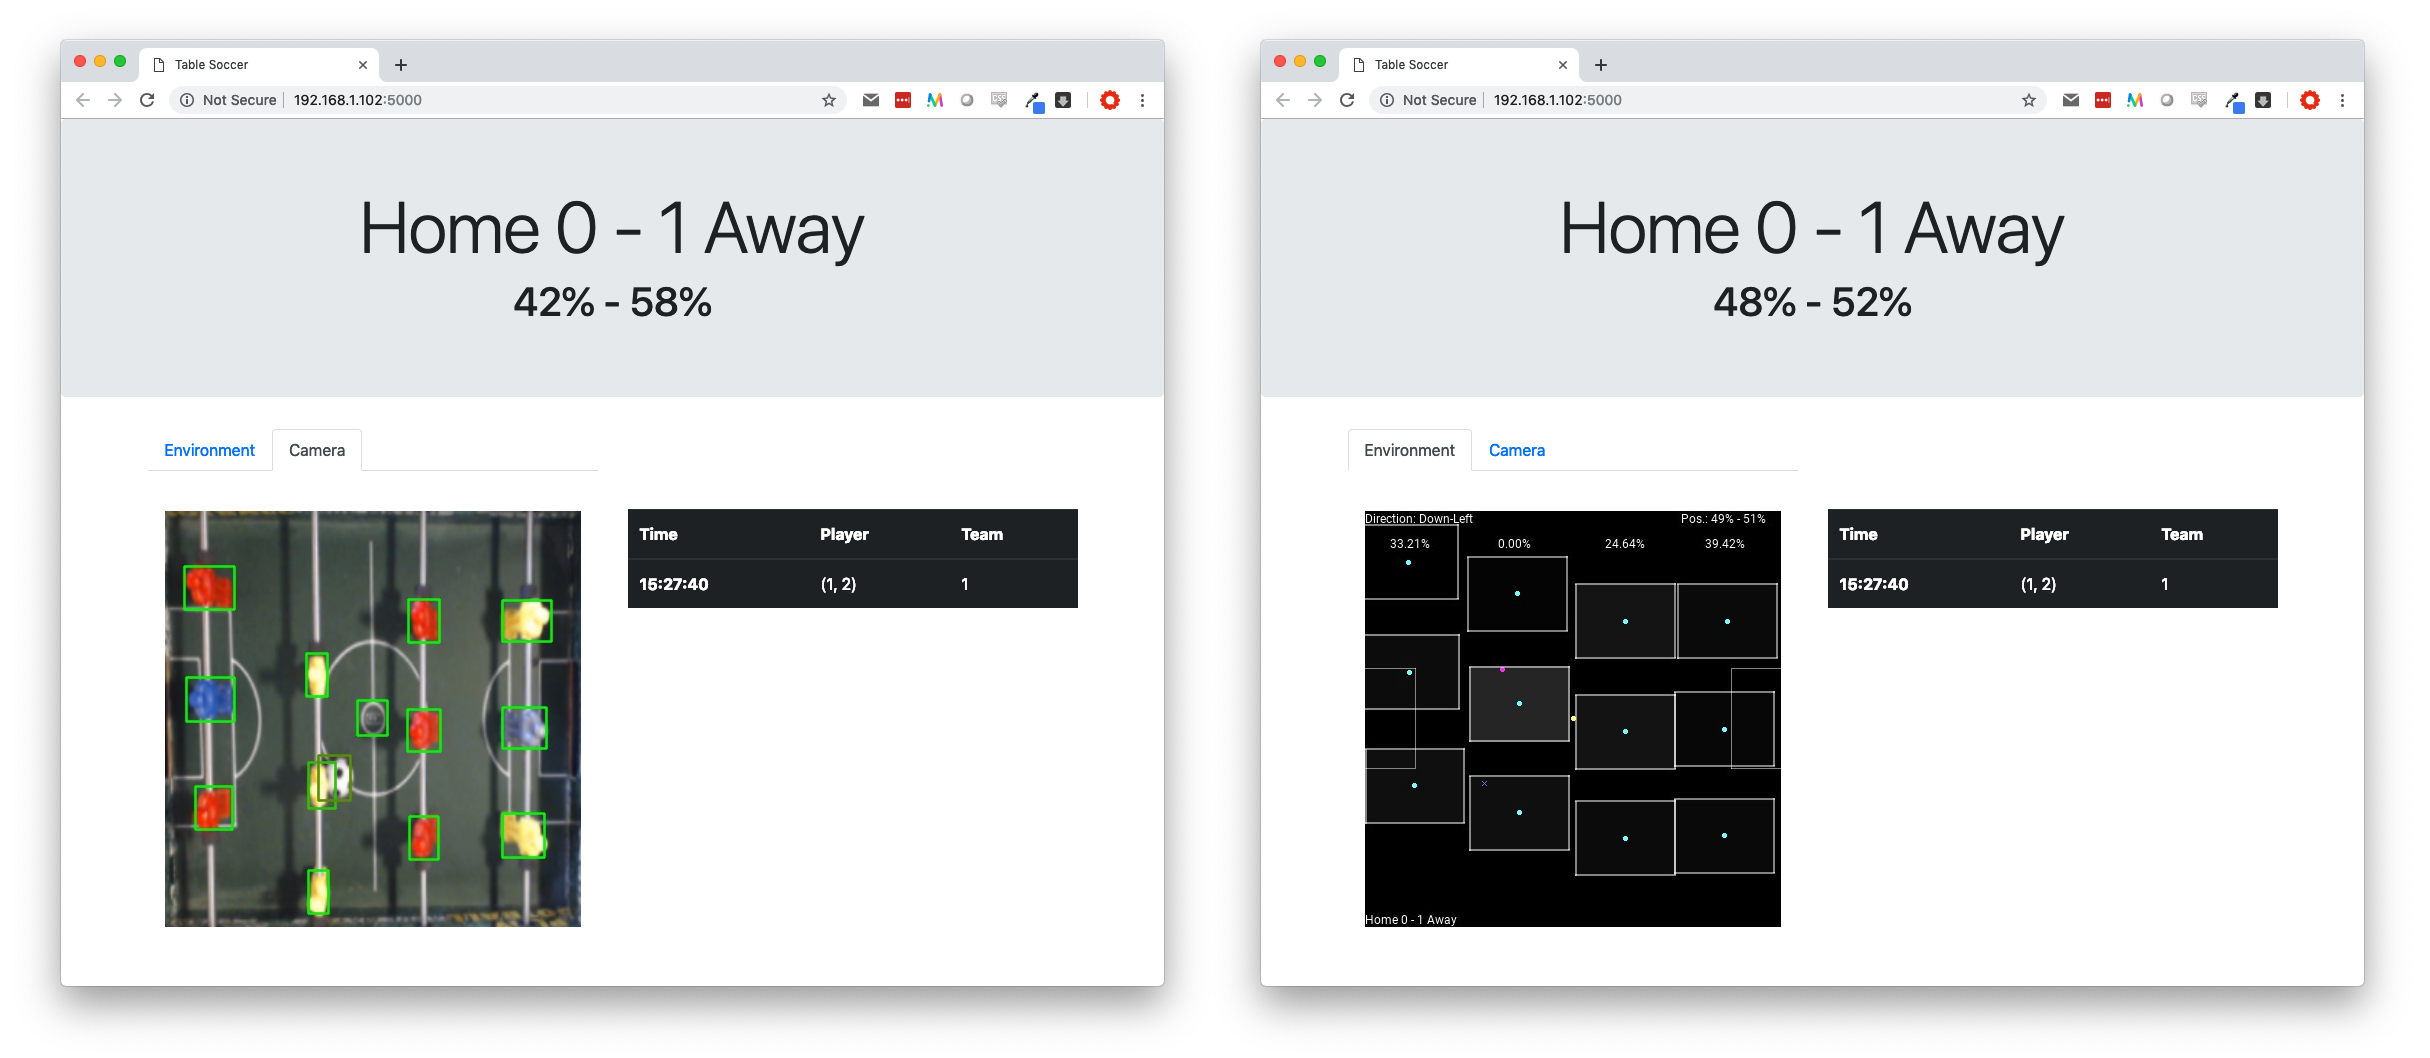 Table Soccer
Not Secure 192.168.1.102:5000
Home 0 - 1 Away
42% - 58%
Environment Camera
Time Player Team
15:27:40 (1, 2) 1
Table Soccer
Not Secure 192.168.1.102:5000
Home 0 - 1 Away
48% - 52%
Environment Camera
Direction: Down-Left Pos.: 49% - 51%
33.21% 0.00% 24.64% 39.42%
Home 0 - 1 Away
Time Player Team
15:27:40 (1, 2) 1